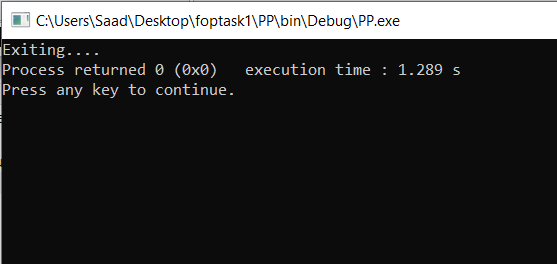 C:\Users\Saad\Desktop\foptask1\PP\bin\Debug\PP.exe
Exiting....
Process returned 0 (0x0)   execution time : 1.289 s
Press any key to continue.